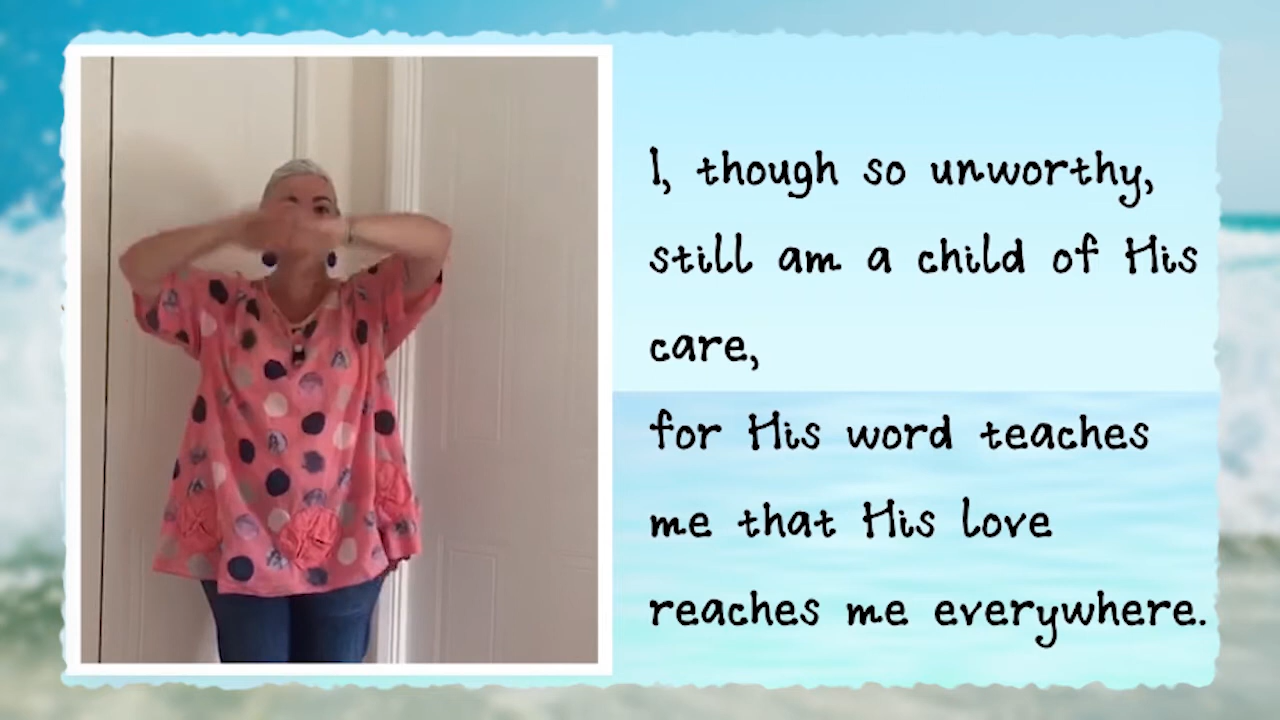 I, though so unworthy,
still am a child of His
care,
for His word teaches
me that His love
reaches me everywhere.